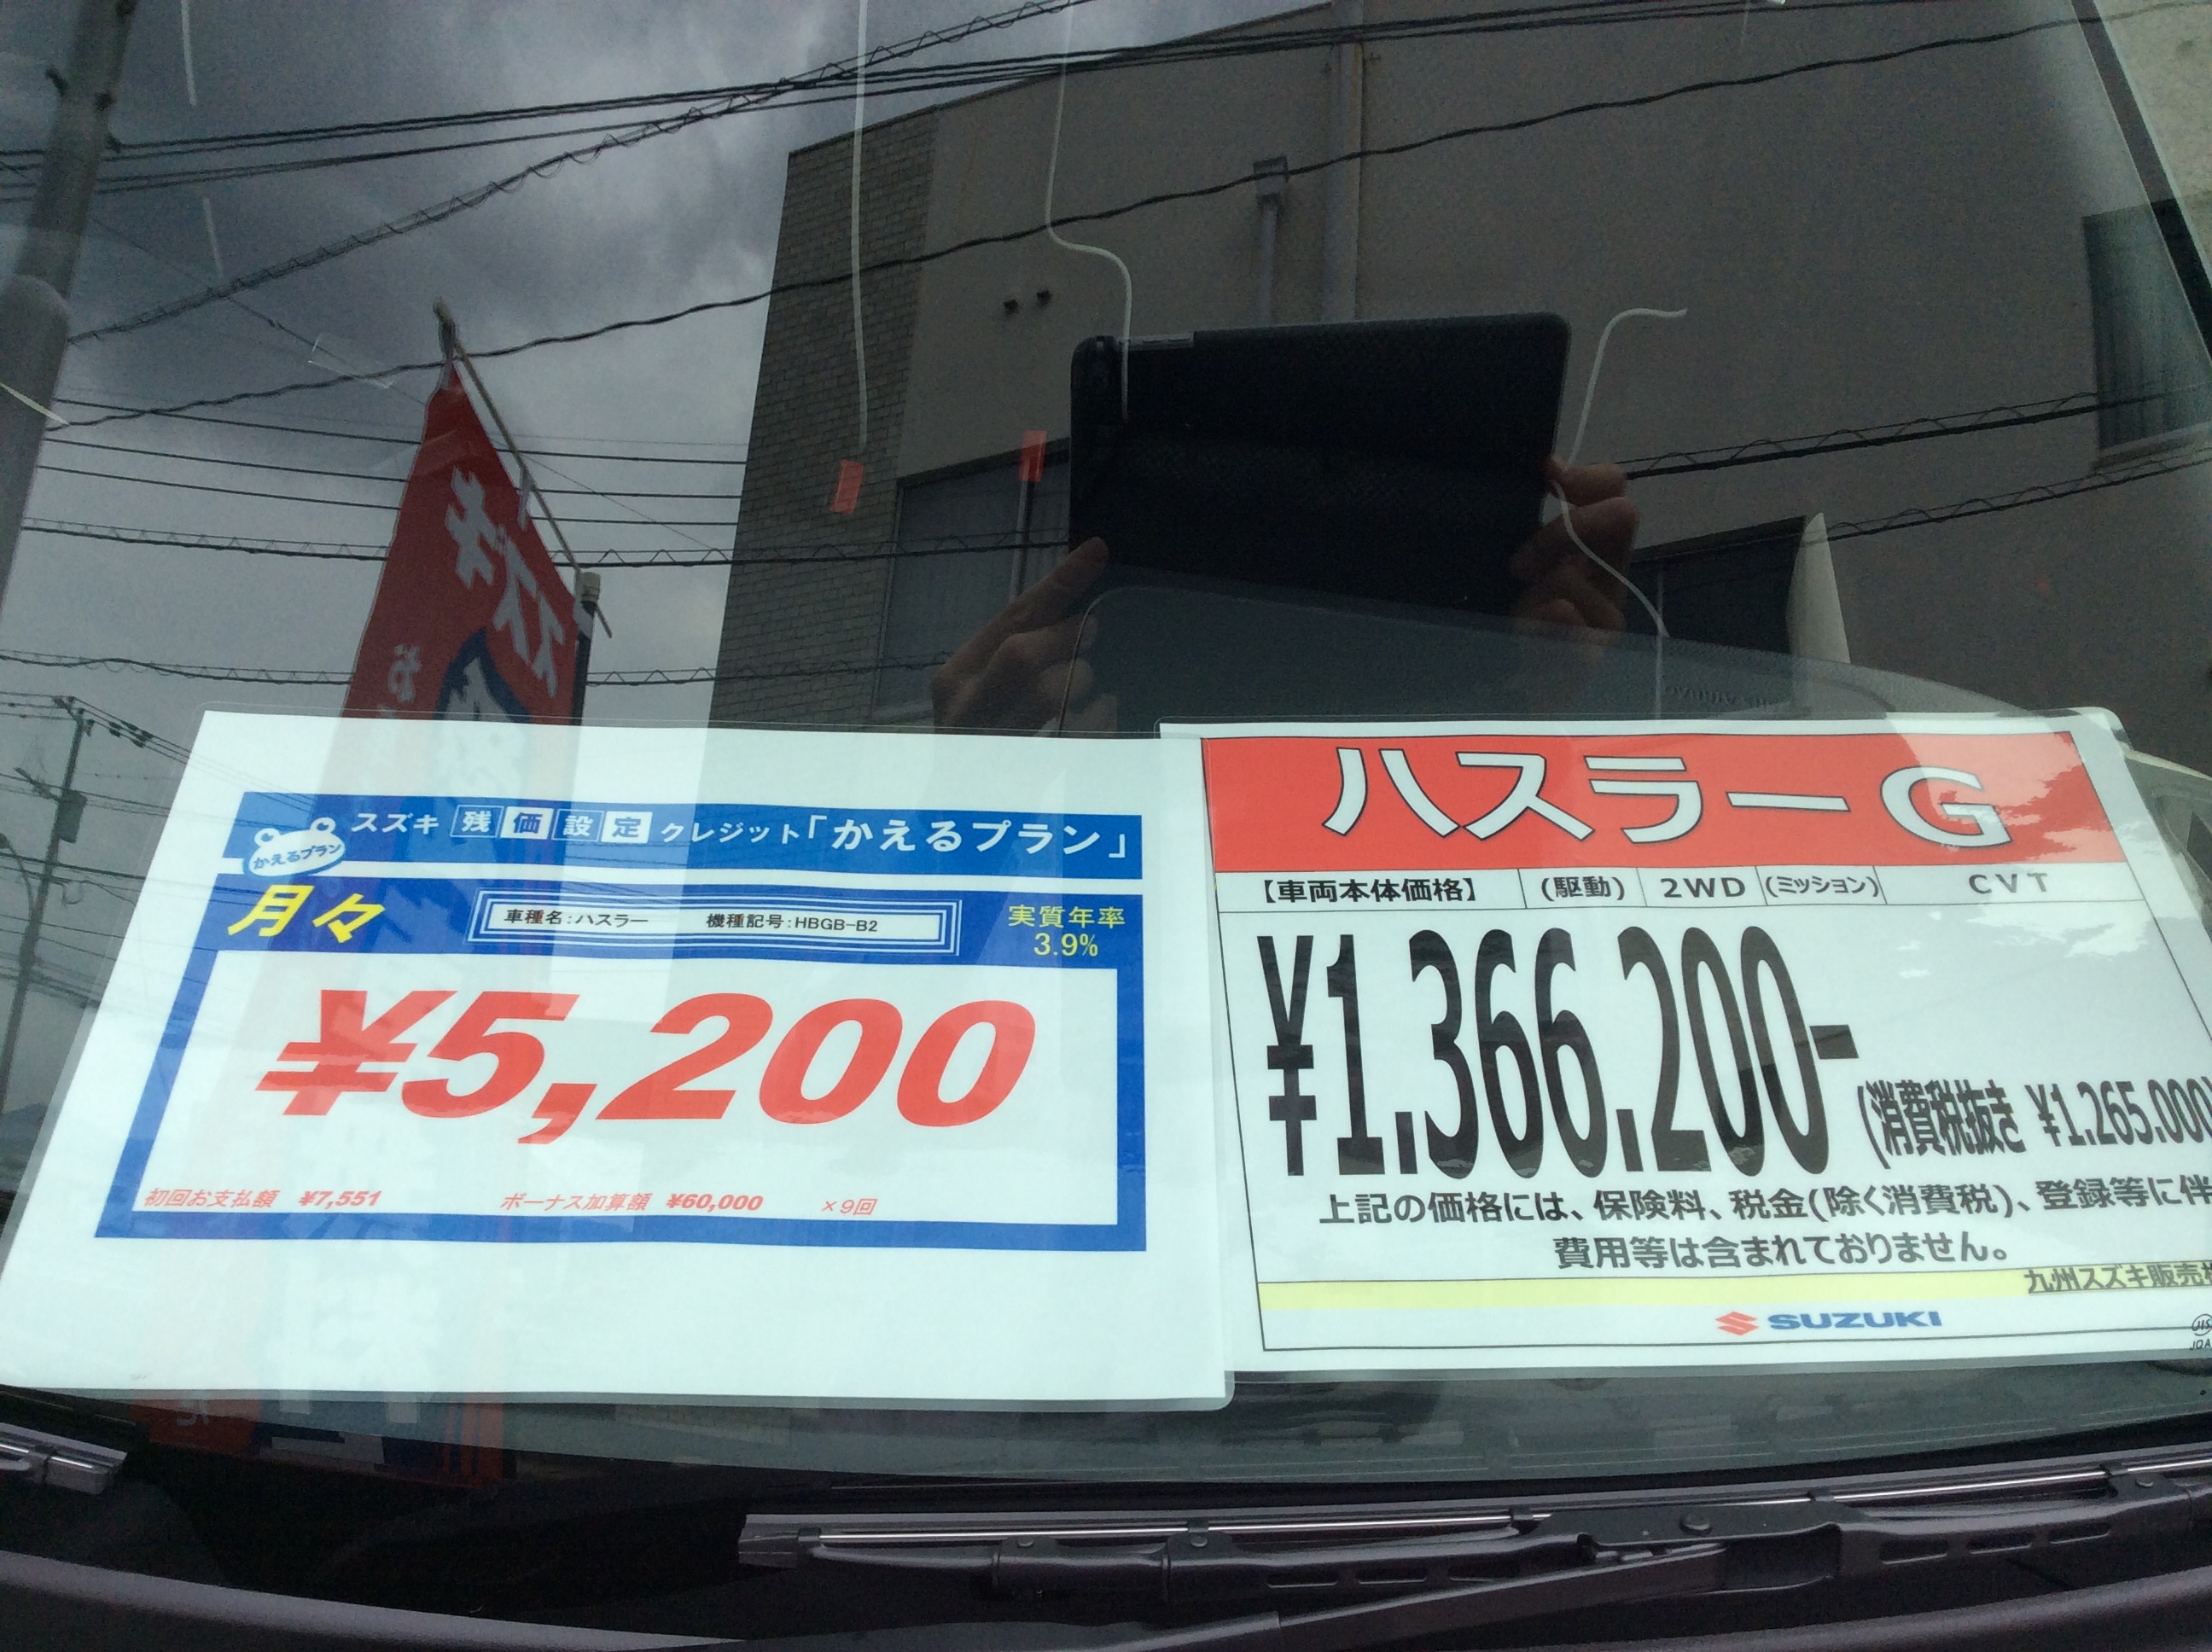 スズキ 残価設定 クレジット「かえるプラン」
かえるプラン
月々
車種名:ハスラー 機種記号:HBGB-B2
実質年率
3.9%
¥5,200
初回お支払額 ¥7,551 ボーナス加算額 ¥60,000 ×9回
ハスラー G
【車両本体価格】 (駆動) 2WD (ミッション) CVT
¥1.366.200-
(消費税抜き ¥1.265.000)
上記の価格には、保険料、税金(除く消費税)、登録等に伴
費用等は含まれておりません。
九州スズキ販売
SUZUKI
スズキ